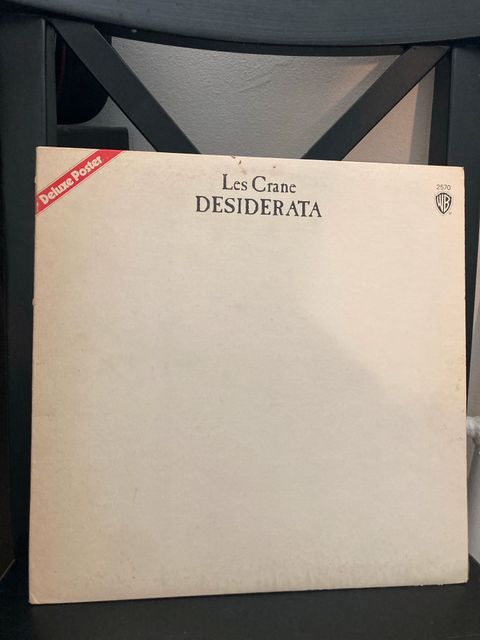 Deluxe Poster
Les Crane
DESIDERATA
2570
WB